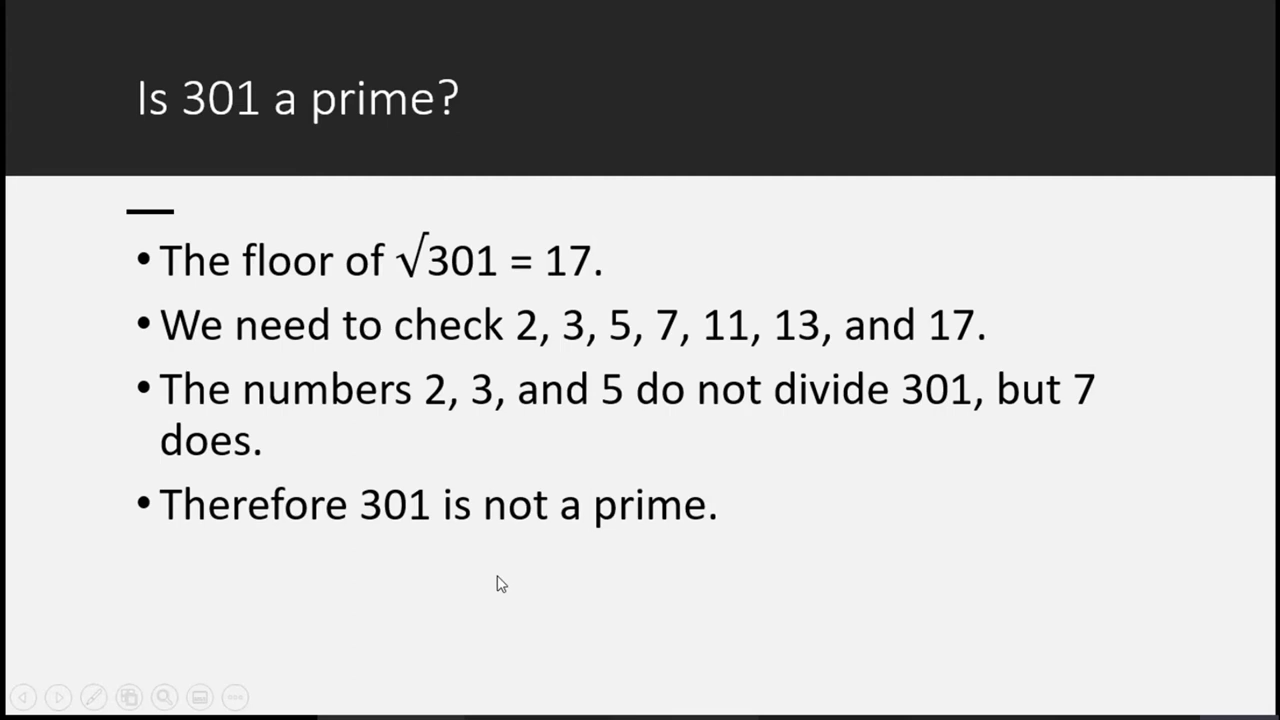 Is 301 a prime?
•The floor of √301 = 17.
•We need to check 2, 3, 5, 7, 11, 13, and 17.
•The numbers 2, 3, and 5 do not divide 301, but 7
does.
•Therefore 301 is not a prime.